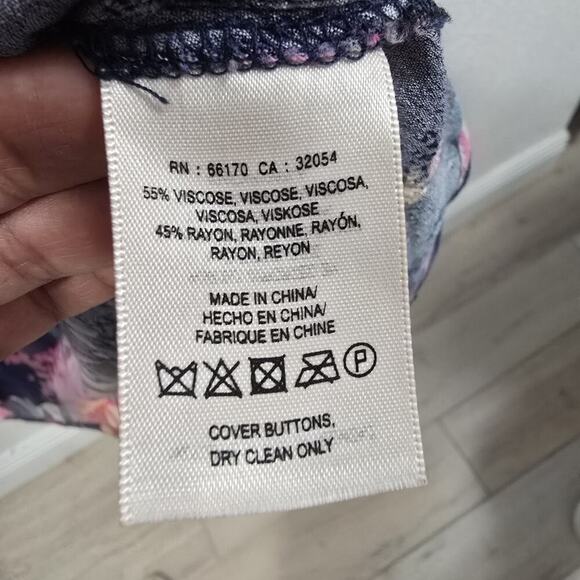 RN : 66170 CA : 32054
55% VISCOSE, VISCOSE, VISCOSA,
VISCOSA, VISKOSE
45% RAYON, RAYONNE, RAYÓN,
RAYON, REYON
MADE IN CHINA/
HECHO EN CHINA/
FABRIQUE EN CHINE
P
COVER BUTTONS,
DRY CLEAN ONLY